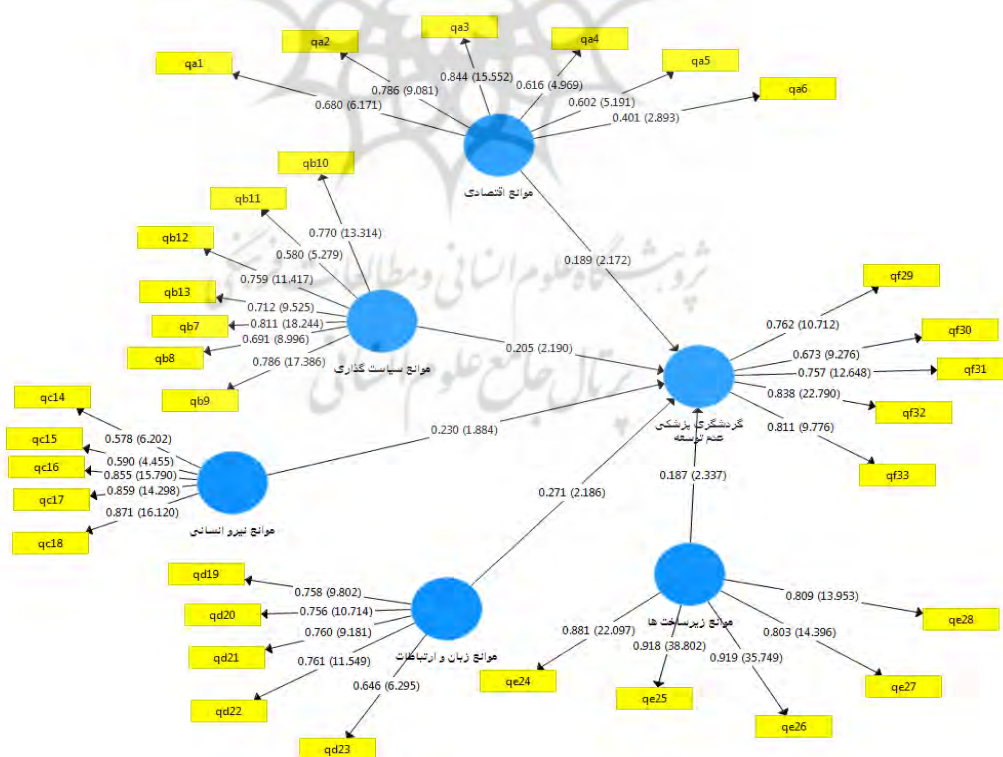 qa3
qa2
qa4
qa1
qa5
qa6
0.680 (6.171)
0.786 (9.081)
0.844 (15.552)
0.616 (4.969)
0.602 (5.191)
0.401 (2.893)
موانع اقتصادی
0.189 (2.172)
qb10
qb11
qb12
qb13
qb7
qb8
qb9
0.770 (13.314)
0.580 (5.279)
0.759 (11.417)
0.712 (9.525)
0.811 (18.244)
0.691 (8.996)
0.786 (17.386)
موانع سیاست گذاری
0.205 (2.190)
پژوهشگاه علوم انسانی و مطالعات فرهنگی
پرتال جامع علوم انسانی
qf29
qf30
qf31
qf32
qf33
0.762 (10.712)
0.673 (9.276)
0.757 (12.648)
0.838 (22.790)
0.811 (9.776)
گردشگری پزشکی
عدم توسعه
qc14
qc15
qc16
qc17
qc18
0.578 (6.202)
0.590 (4.455)
0.855 (15.790)
0.859 (14.298)
0.871 (16.120)
موانع نیرو انسانی
0.230 (1.884)
0.271 (2.186)
0.187 (2.337)
qd19
qd20
qd21
qd22
qd23
0.758 (9.802)
0.756 (10.714)
0.760 (9.181)
0.761 (11.549)
0.646 (6.295)
موانع زبان و ارتباطات
موانع زیرساخت ها
0.881 (22.097)
0.918 (38.802)
0.919 (35.749)
0.803 (14.396)
0.809 (13.953)
qe24
qe25
qe26
qe27
qe28